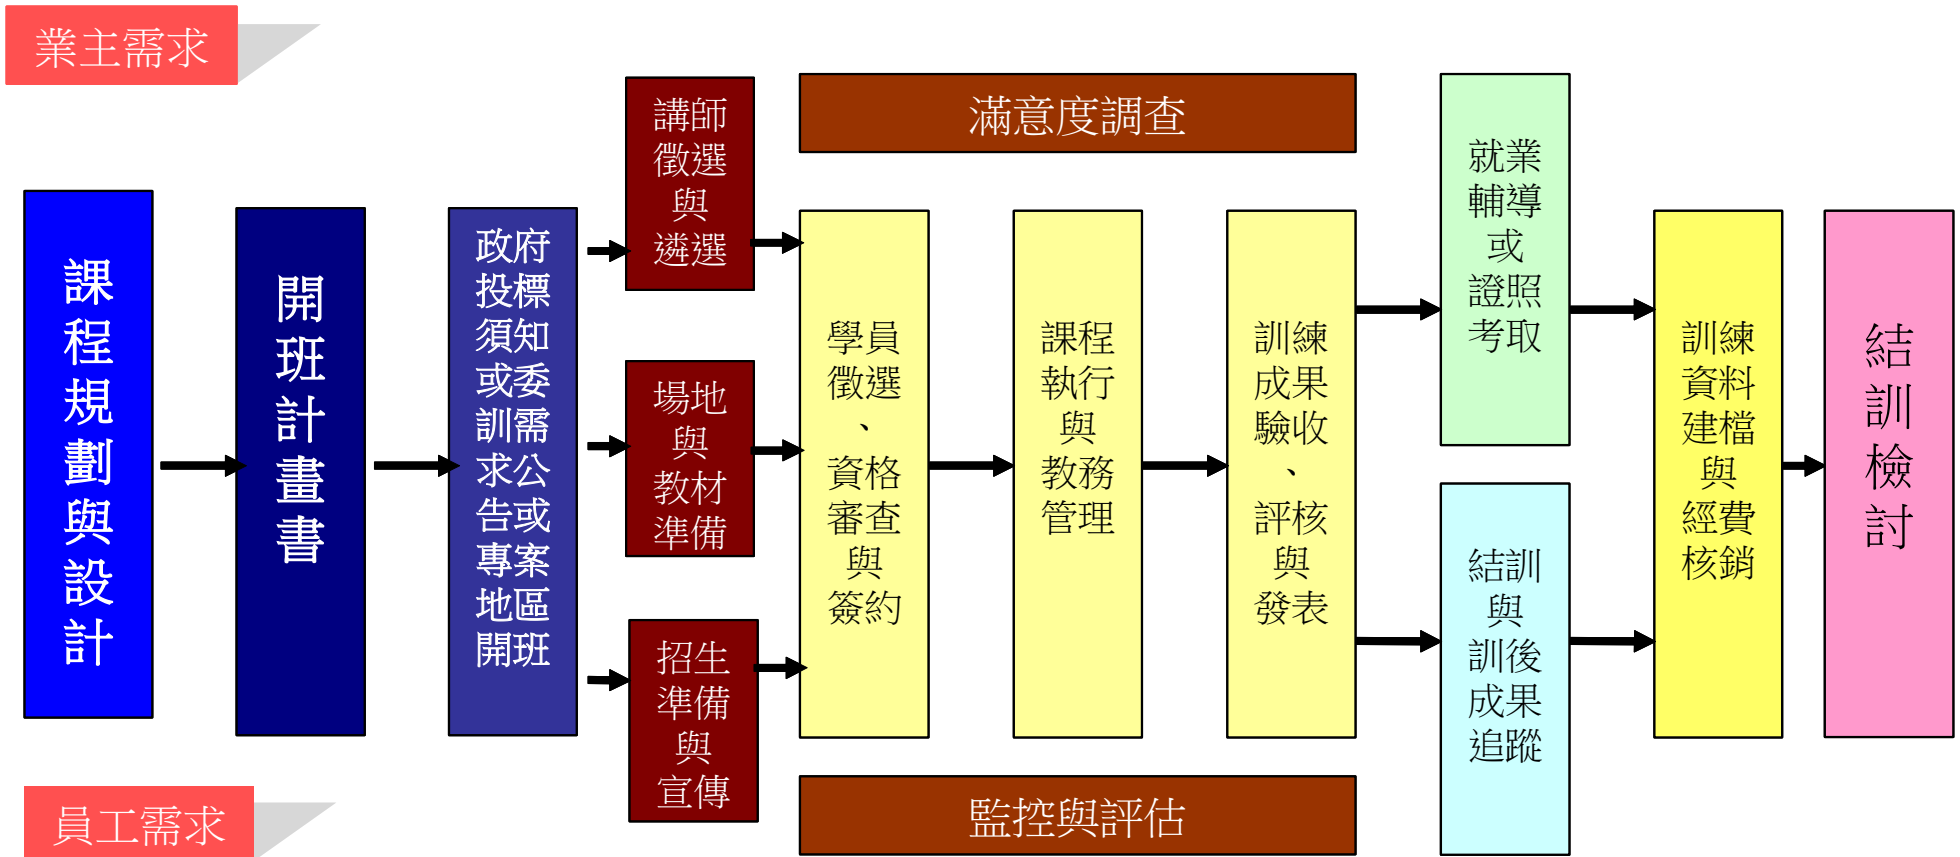 業主需求
課
程
規
劃
與
設
計
開
班
計
畫
書
政府
投標
須知
或委
訓需
求公
告或
專案
地區
開班
講師
徵選
與
遴選
場地
與
教材
準備
招生
準備
與
宣傳
滿意度調查
學員
徵選
、
資格
審查
與
簽約
課程
執行
與
教務
管理
訓練
成果
驗收
、
評核
與
發表
監控與評估
就業
輔導
或
證照
考取
結訓
與
訓後
成果
追蹤
訓練
資料
建檔
與
經費
核銷
結
訓
檢
討
員工需求